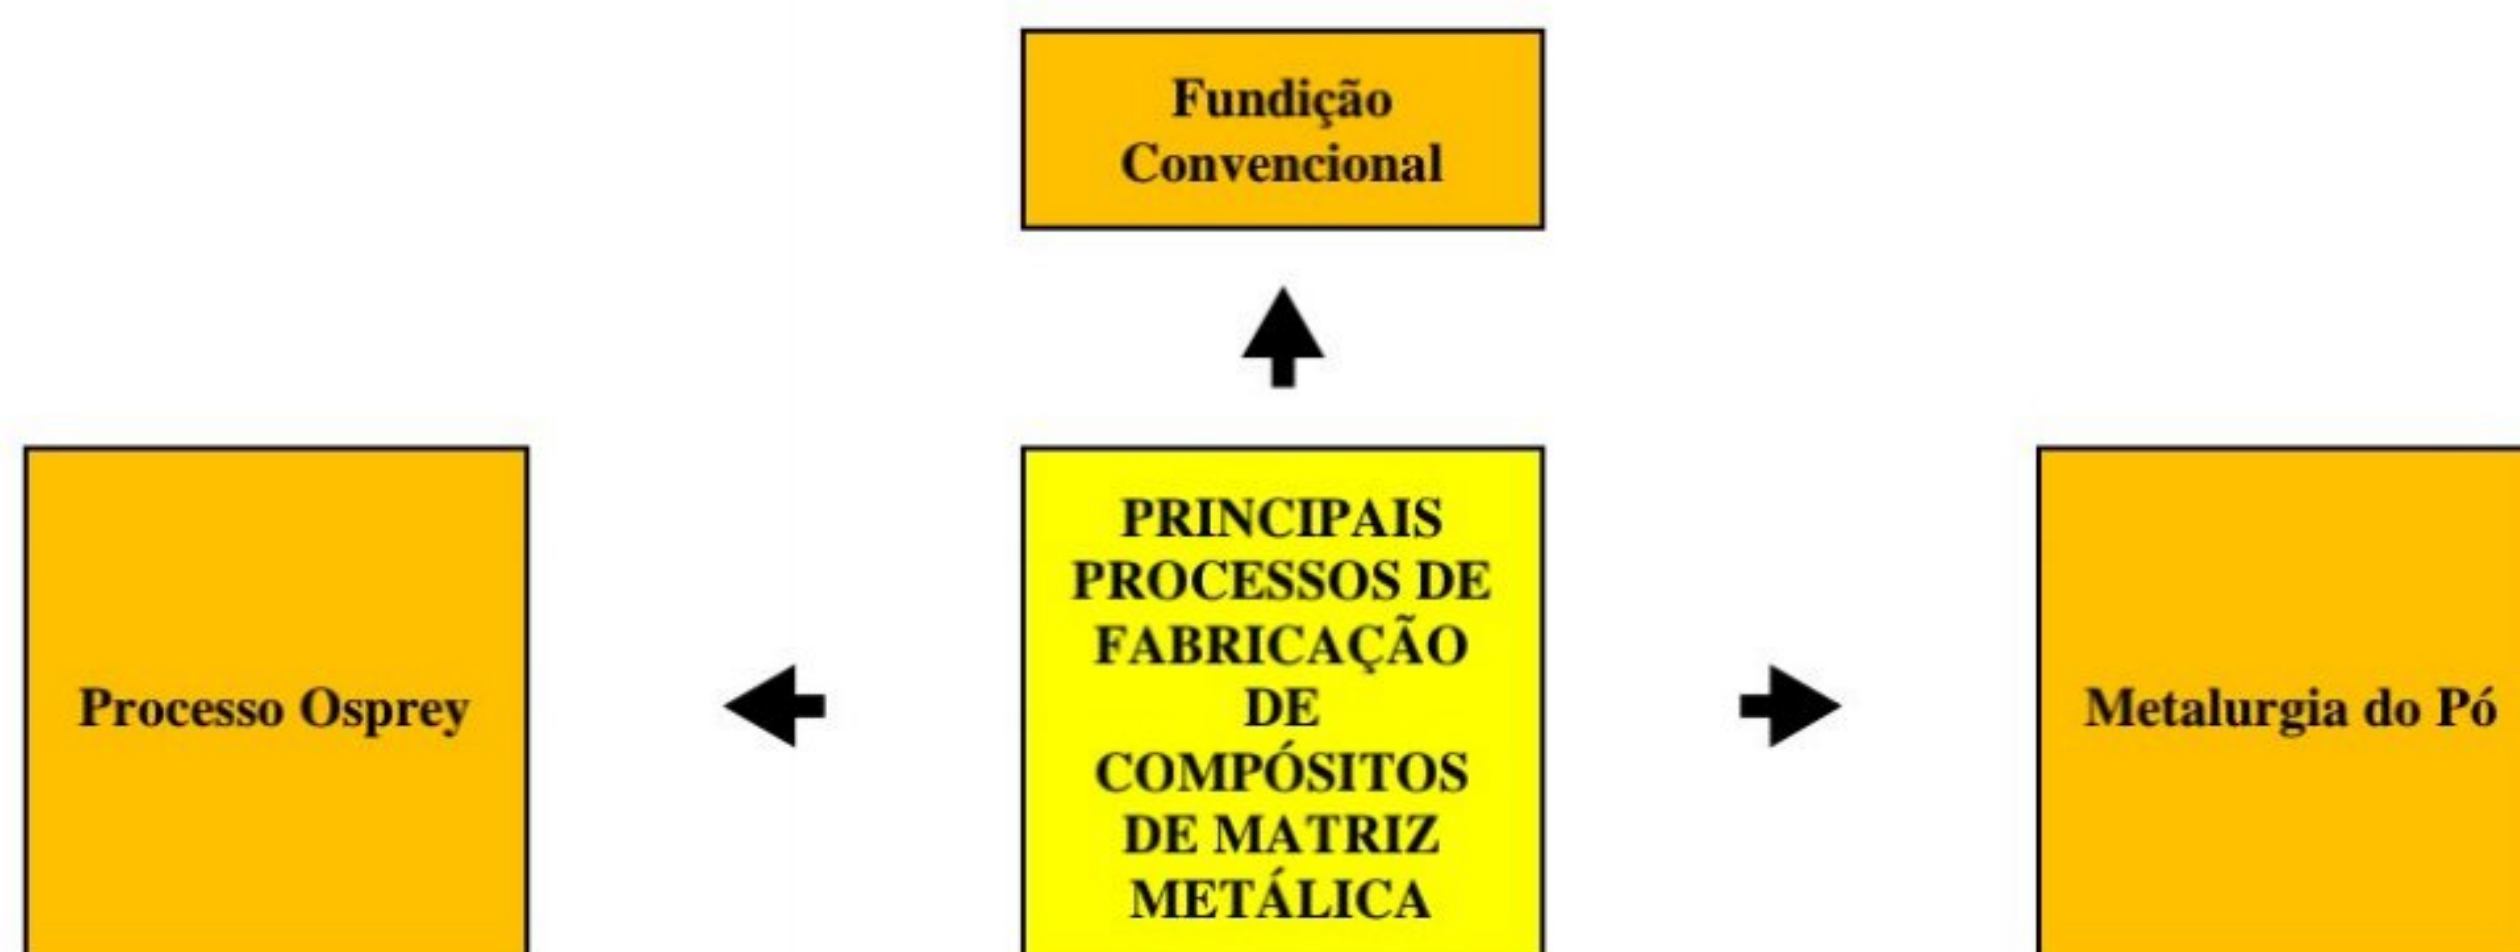 Fundição
Convencional
Processo Osprey
PRINCIPAIS
PROCESSOS DE
FABRICAÇÃO
DE
COMPÓSITOS
DE MATRIZ
METÁLICA
Metalurgia do Pó